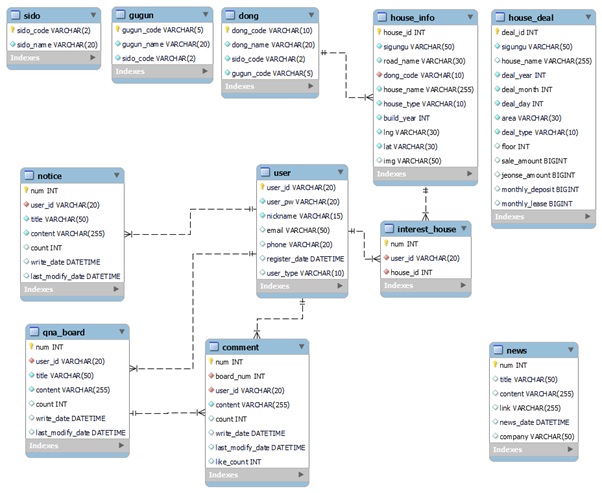 sido
sido_code VARCHAR(2)
sido_name VARCHAR(20)
Indexes
gugun
gugun_code VARCHAR(5)
gugun_name VARCHAR(20)
sido_code VARCHAR(2)
Indexes
dong
dong_code VARCHAR(10)
dong_name VARCHAR(20)
sido_code VARCHAR(2)
gugun_code VARCHAR(5)
Indexes
house_info
house_id INT
sigungu VARCHAR(50)
road_name VARCHAR(30)
dong_code VARCHAR(10)
house_name VARCHAR(255)
house_type VARCHAR(10)
build_year INT
lng VARCHAR(30)
lat VARCHAR(30)
img VARCHAR(50)
Indexes
house_deal
deal_id INT
sigungu VARCHAR(50)
house_name VARCHAR(255)
deal_year INT
deal_month INT
deal_day INT
area VARCHAR(30)
deal_type VARCHAR(10)
floor INT
sale_amount BIGINT
jeonse_amount BIGINT
monthly_deposit BIGINT
monthly_lease BIGINT
Indexes
notice
num INT
user_id VARCHAR(20)
title VARCHAR(50)
content VARCHAR(255)
count INT
write_date DATETIME
last_modify_date DATETIME
Indexes
user
user_id VARCHAR(20)
user_pw VARCHAR(20)
nickname VARCHAR(15)
email VARCHAR(50)
phone VARCHAR(20)
register_date DATETIME
user_type VARCHAR(10)
Indexes
interest_house
num INT
user_id VARCHAR(20)
house_id INT
Indexes
qna_board
num INT
user_id VARCHAR(20)
title VARCHAR(50)
content VARCHAR(255)
count INT
write_date DATETIME
last_modify_date DATETIME
Indexes
comment
num INT
board_num INT
user_id VARCHAR(20)
content VARCHAR(255)
count INT
write_date DATETIME
last_modify_date DATETIME
like_count INT
Indexes
news
num INT
title VARCHAR(50)
content VARCHAR(255)
link VARCHAR(255)
news_date DATETIME
company VARCHAR(50)
Indexes